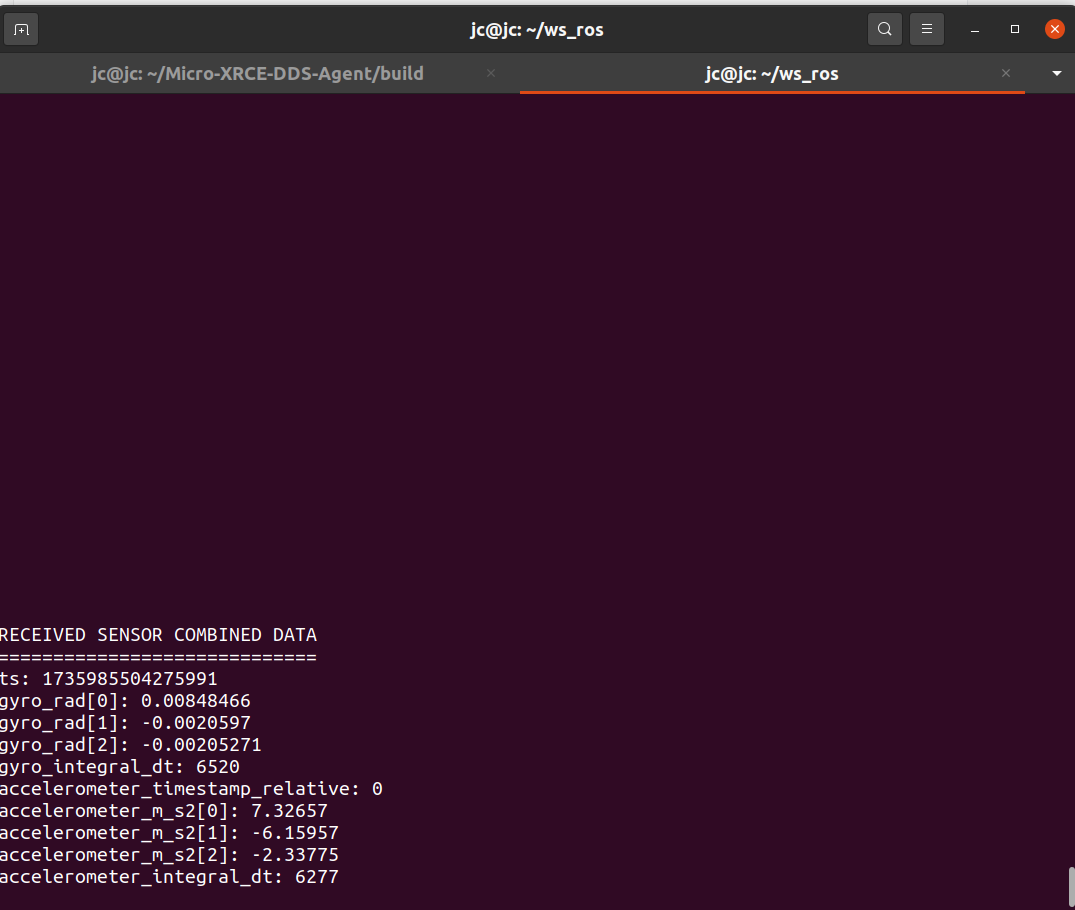 jc@jc: ~/ws_ros
jc@jc: ~/Micro-XRCE-DDS-Agent/build
jc@jc: ~/ws_ros
RECEIVED SENSOR COMBINED DATA
=============================
ts: 1735985504275991
gyro_rad[0]: 0.00848466
gyro_rad[1]: -0.0020597
gyro_rad[2]: -0.00205271
gyro_integral_dt: 6520
accelerometer_timestamp_relative: 0
accelerometer_m_s2[0]: 7.32657
accelerometer_m_s2[1]: -6.15957
accelerometer_m_s2[2]: -2.33775
accelerometer_integral_dt: 6277